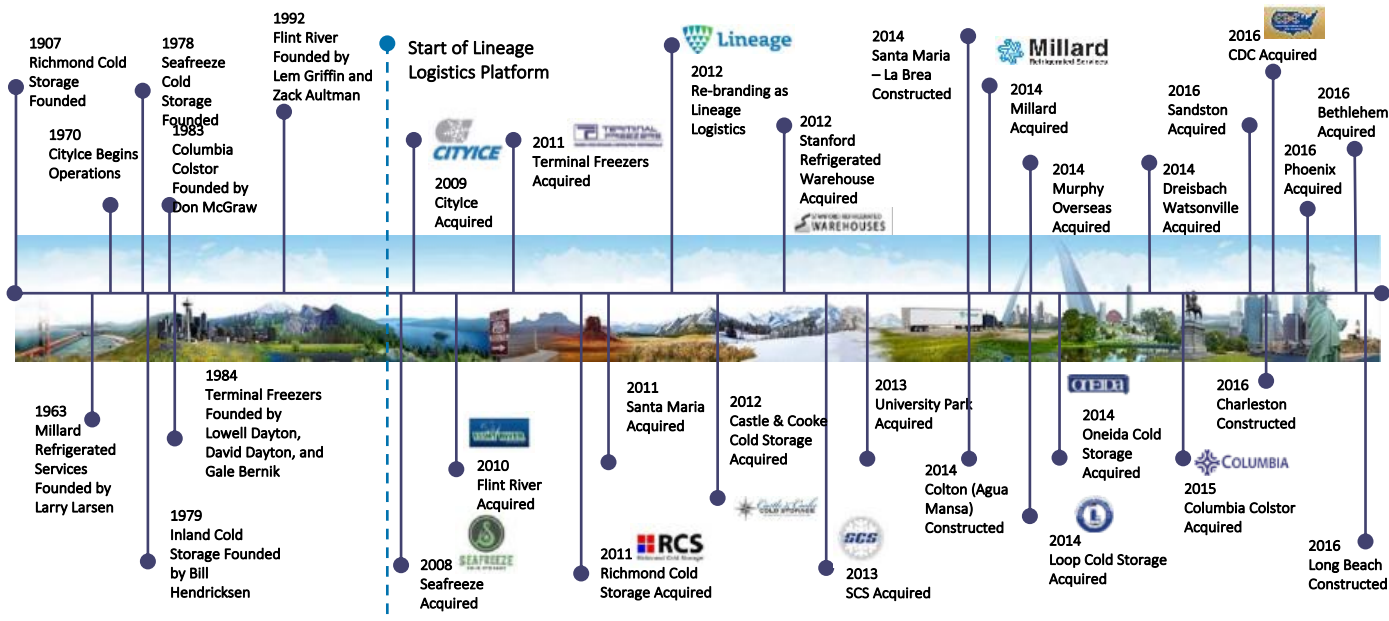 1907
Richmond Cold
Storage
Founded
1970
CityIce Begins
Operations
1978
Seafreeze
Cold
Storage
Founded
1983
Columbia
Colstor
Founded by
Don McGraw
1992
Flint River
Founded by
Lem Griffin and
Zack Aultman
Start of Lineage
Logistics Platform
CITYICE
2009
CityIce
Acquired
TERMINAL
FREEZERS
2011
Terminal Freezers
Acquired
Lineage
2012
Re-branding as
Lineage
Logistics
2012
Stanford
Refrigerated
Warehouse
Acquired
STANFORD REFRIGERATED
WAREHOUSES
2014
Santa Maria
– La Brea
Constructed
Millard
Refrigerated Services
2014
Millard
Acquired
2014
Murphy
Overseas
Acquired
2014
Dreisbach
Watsonville
Acquired
2016
Sandston
Acquired
2016
CDC Acquired
2016
Phoenix
Acquired
2016
Bethlehem
Acquired
1963
Millard
Refrigerated
Services
Founded by
Larry Larsen
1984
Terminal Freezers
Founded by
Lowell Dayton,
David Dayton, and
Gale Bernik
1979
Inland Cold
Storage Founded
by Bill
Hendricksen
2008
Seafreeze
Acquired
FLINT RIVER
2010
Flint River
Acquired
SEAFREEZE
COLD STORAGE
2011
Santa Maria
Acquired
RCS
Richmond Cold Storage
2011
Richmond Cold
Storage Acquired
2012
Castle & Cooke
Cold Storage
Acquired
Castle & Cooke
COLD STORAGE
SCS
2013
SCS Acquired
2013
University Park
Acquired
2014
Colton (Agua
Mansa)
Constructed
ONEIDA
2014
Oneida Cold
Storage
Acquired
L
2014
Loop Cold Storage
Acquired
COLUMBIA
2015
Columbia Colstor
Acquired
2016
Charleston
Constructed
2016
Long Beach
Constructed